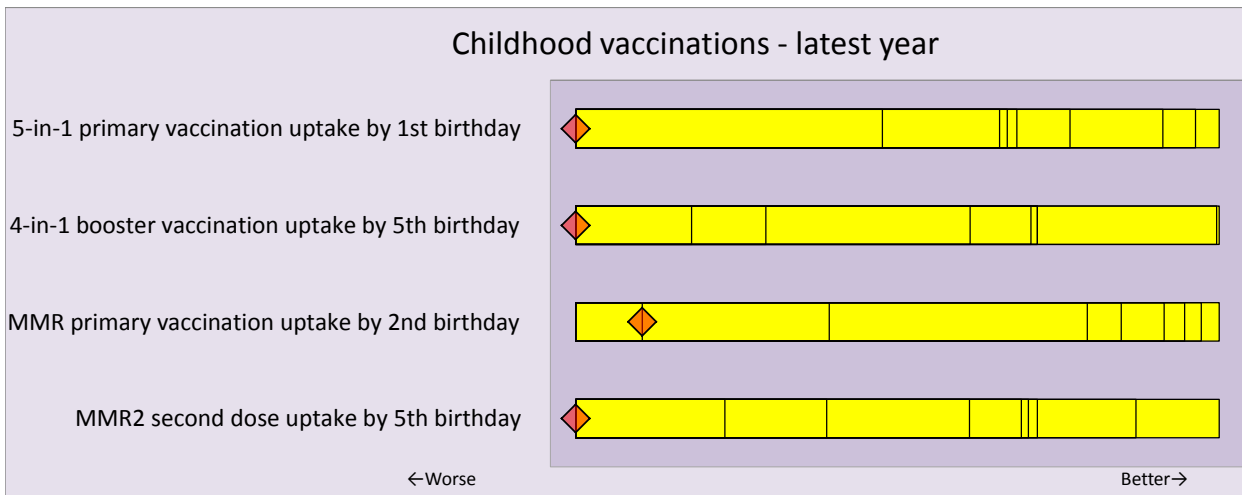 Childhood vaccinations - latest year
5-in-1 primary vaccination uptake by 1st birthday
4-in-1 booster vaccination uptake by 5th birthday
MMR primary vaccination uptake by 2nd birthday
MMR2 second dose uptake by 5th birthday
←Worse Better→